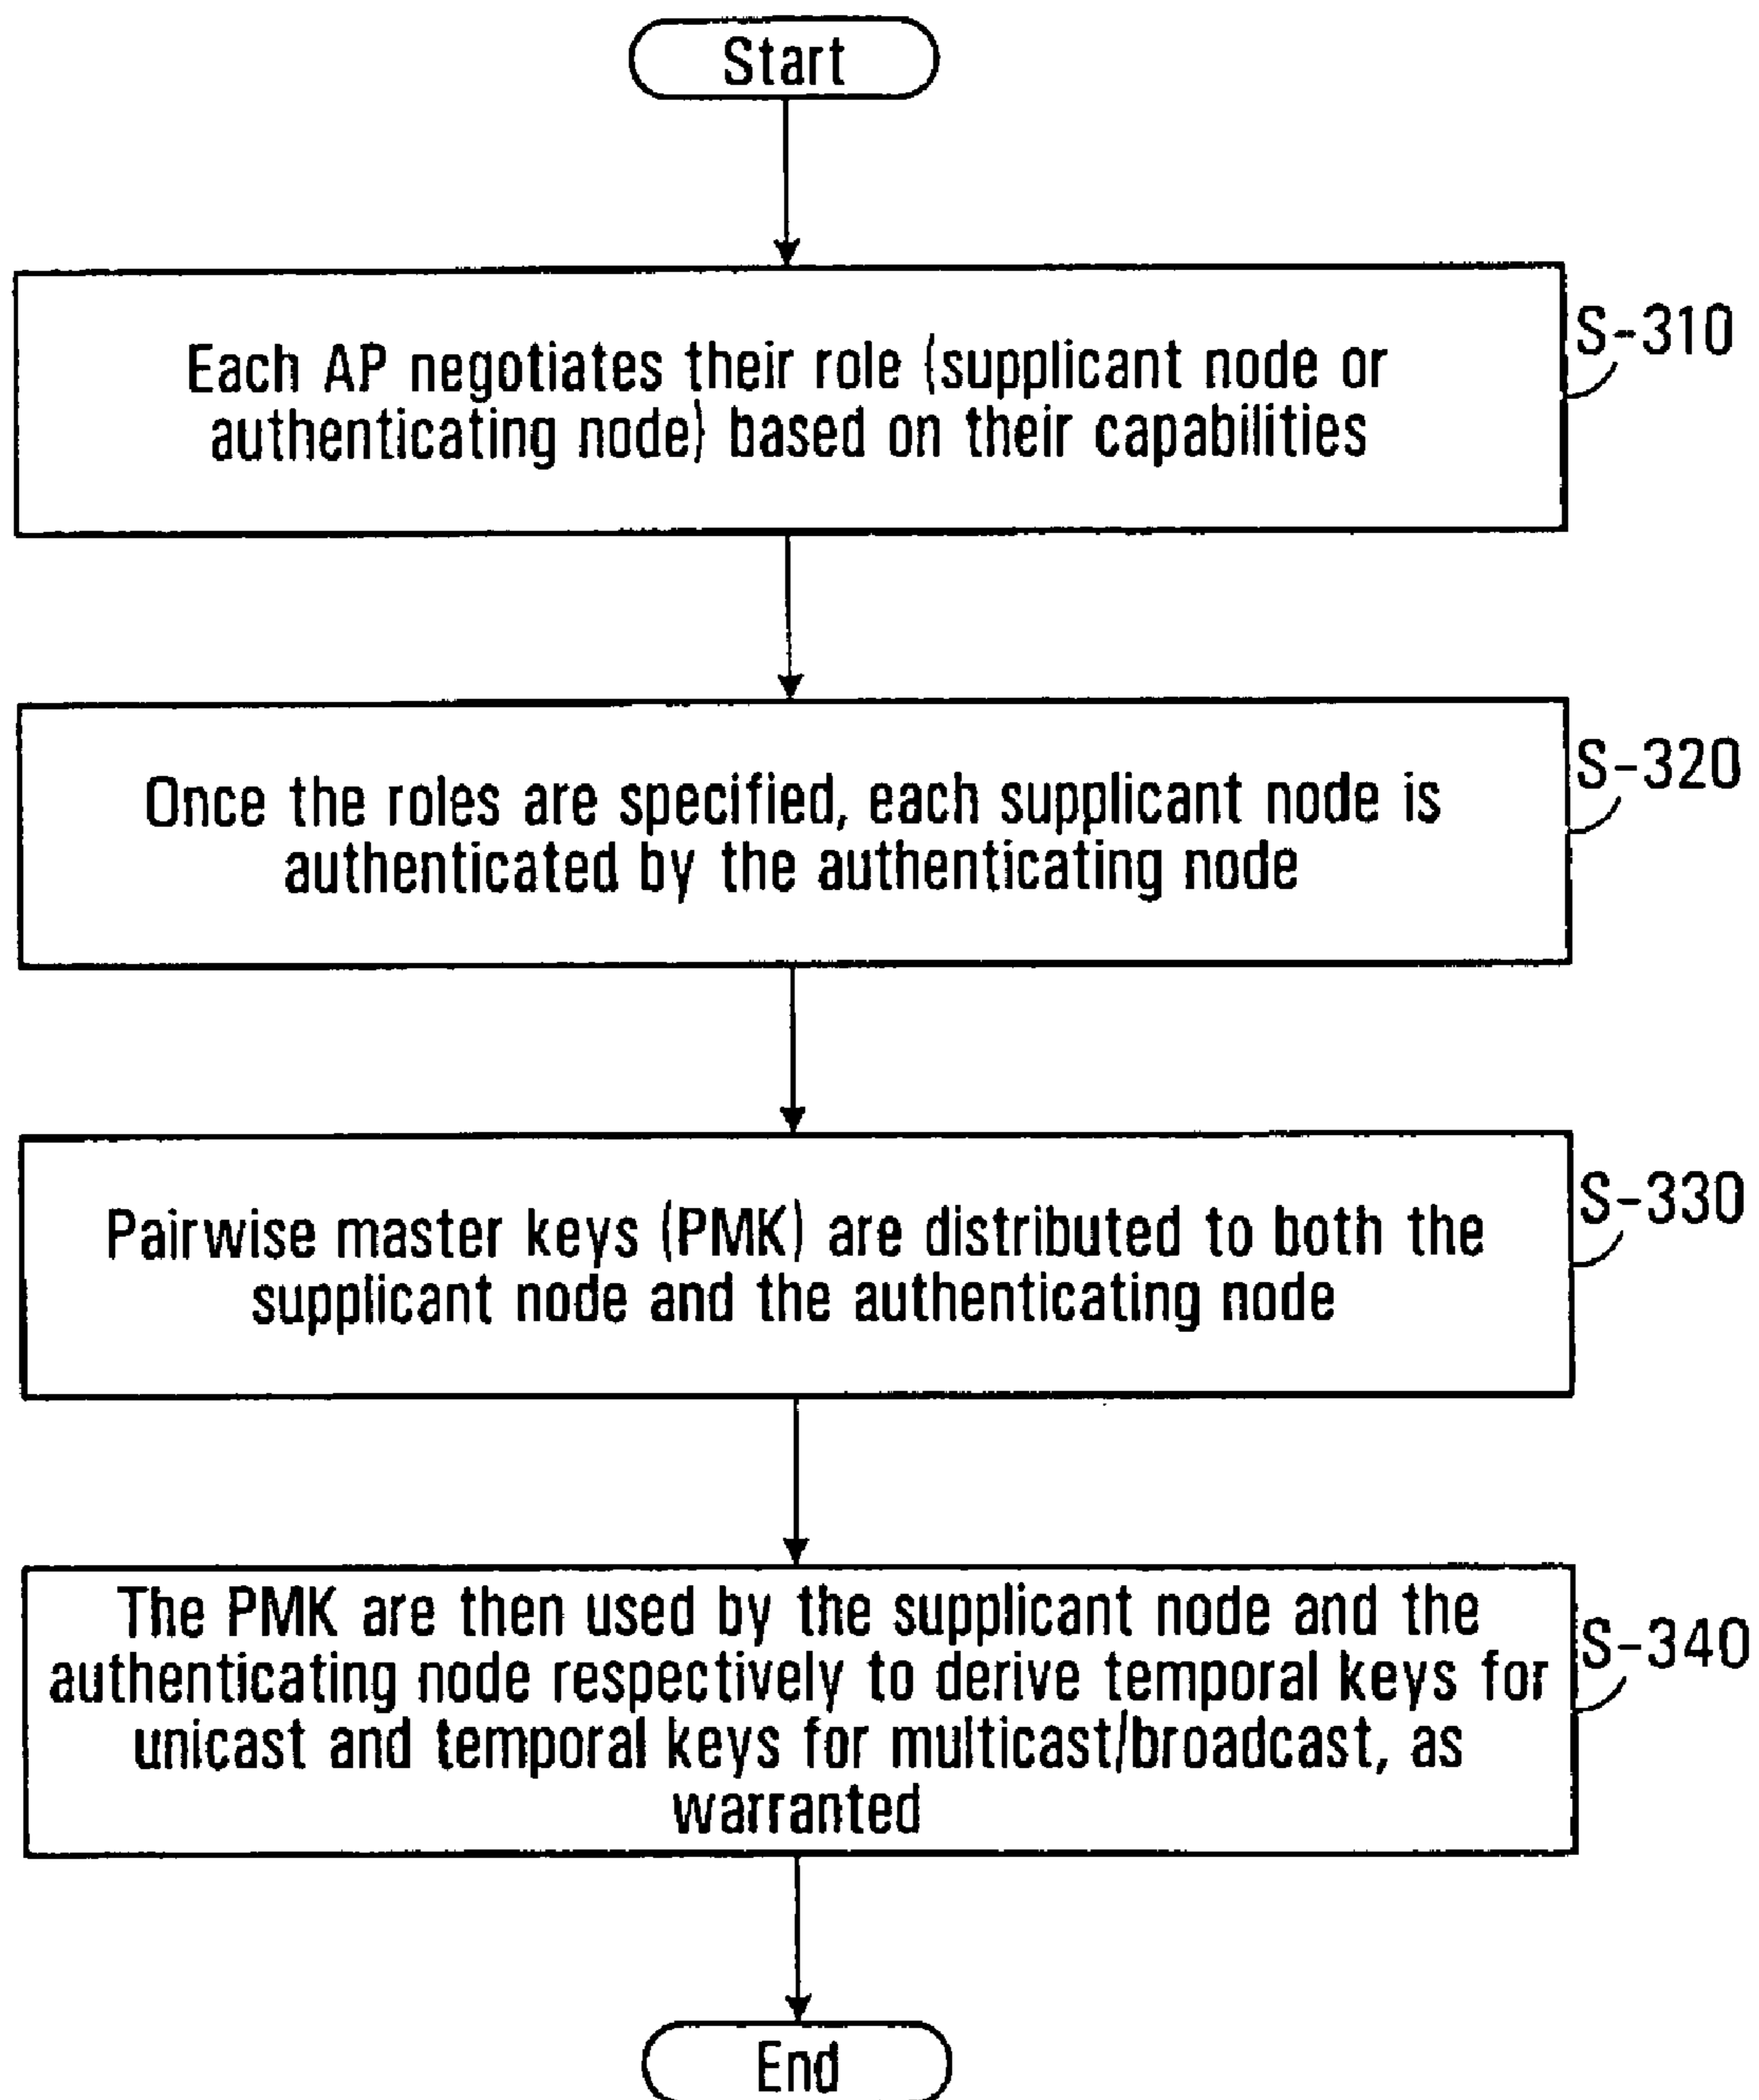 Start
Each AP negotiates their role (supplicant node or
authenticating node) based on their capabilities
S-310
Once the roles are specified, each supplicant node is
authenticated by the authenticating node
S-320
Pairwise master keys (PMK) are distributed to both the
supplicant node and the authenticating node
S-330
The PMK are then used by the supplicant node and the
authenticating node respectively to derive temporal keys for
unicast and temporal keys for multicast/broadcast, as
warranted
S-340
End